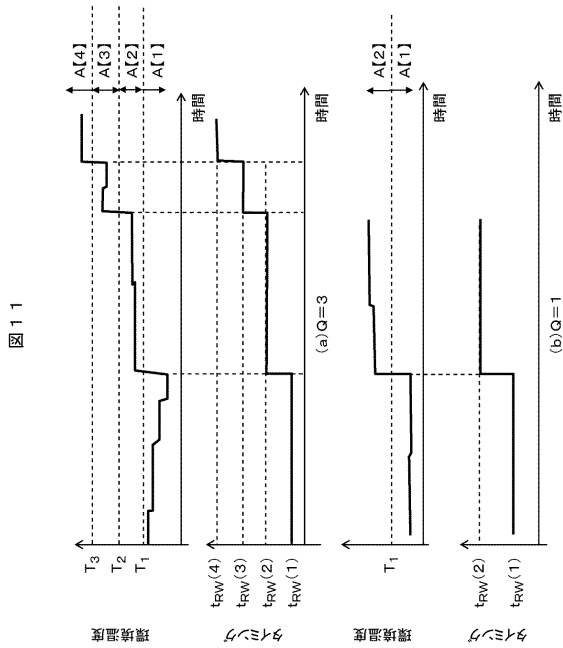 図11
環境温度
T3
T2
T1
A【4】
A【3】
A【2】
A【1】
時間
タイミング
tRW(4)
tRW(3)
tRW(2)
tRW(1)
時間
(a)Q=3
環境温度
T1
A【2】
A【1】
時間
タイミング
tRW(2)
tRW(1)
時間
(b)Q=1